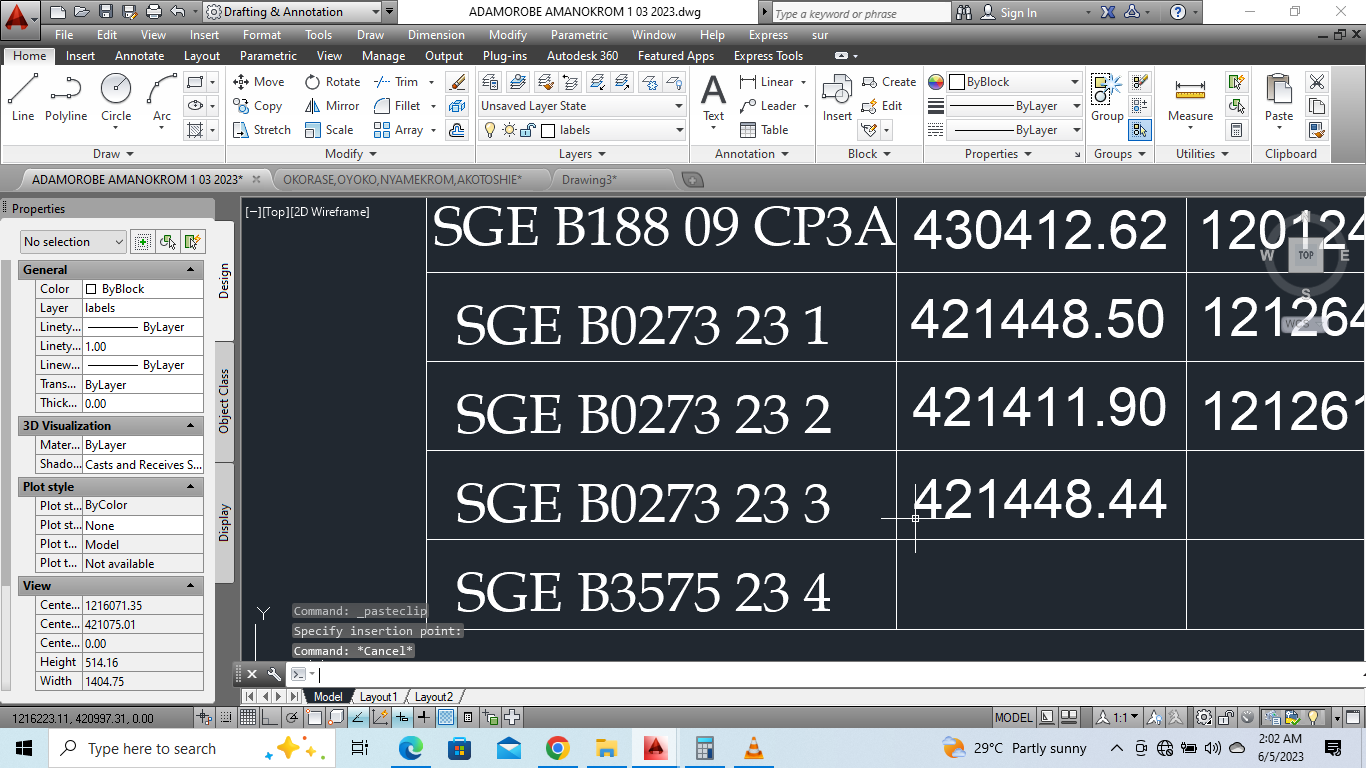 Drafting & Annotation
ADAMOROBE AMANOKROM 1 03 2023.dwg
Type a keyword or phrase
Sign In
File Edit View Insert Format Tools Draw Dimension Modify Parametric Window Help Express sur
Home Insert Annotate Layout Parametric View Manage Output Plug-ins Autodesk 360 Featured Apps Express Tools
Line Polyline Circle Arc
Move Rotate Trim
Copy Mirror Fillet
Stretch Scale Array
Unsaved Layer State
labels
Text
Linear
Leader
Table
Insert
Create
Edit
ByBlock
ByLayer
ByLayer
Group
Measure
Paste
Draw Modify Layers Annotation Block Properties Groups Utilities Clipboard
ADAMOROBE AMANOKROM 1 03 2023* OKORASE,OYOKO,NYAMEKROM,AKOTOSHIE* Drawing3*
Properties
No selection
General
Color ByBlock
Layer labels
Linety... ByLayer
Linety... 1.00
Linew... ByLayer
Trans... ByLayer
Thick... 0.00
3D Visualization
Mater... ByLayer
Shado... Casts and Receives S...
Plot style
Plot st... ByColor
Plot st... None
Plot t... Model
Plot t... Not available
View
Cente... 1216071.35
Cente... 421075.01
Cente... 0.00
Height 514.16
Width 1404.75
Design
Object Class
Display
[−][Top][2D Wireframe]
SGE B188 09 CP3A 430412.62 120124
SGE B0273 23 1 421448.50 121264
SGE B0273 23 2 421411.90 121261
SGE B0273 23 3 421448.44
SGE B3575 23 4
N
W TOP E
S
WCS
Y
Command: _pasteclip
Specify insertion point:
Command: *Cancel*
Model Layout1 Layout2
1216223.11, 420997.31, 0.00
MODEL
1:1
Type here to search
29°C Partly sunny
2:02 AM
6/5/2023